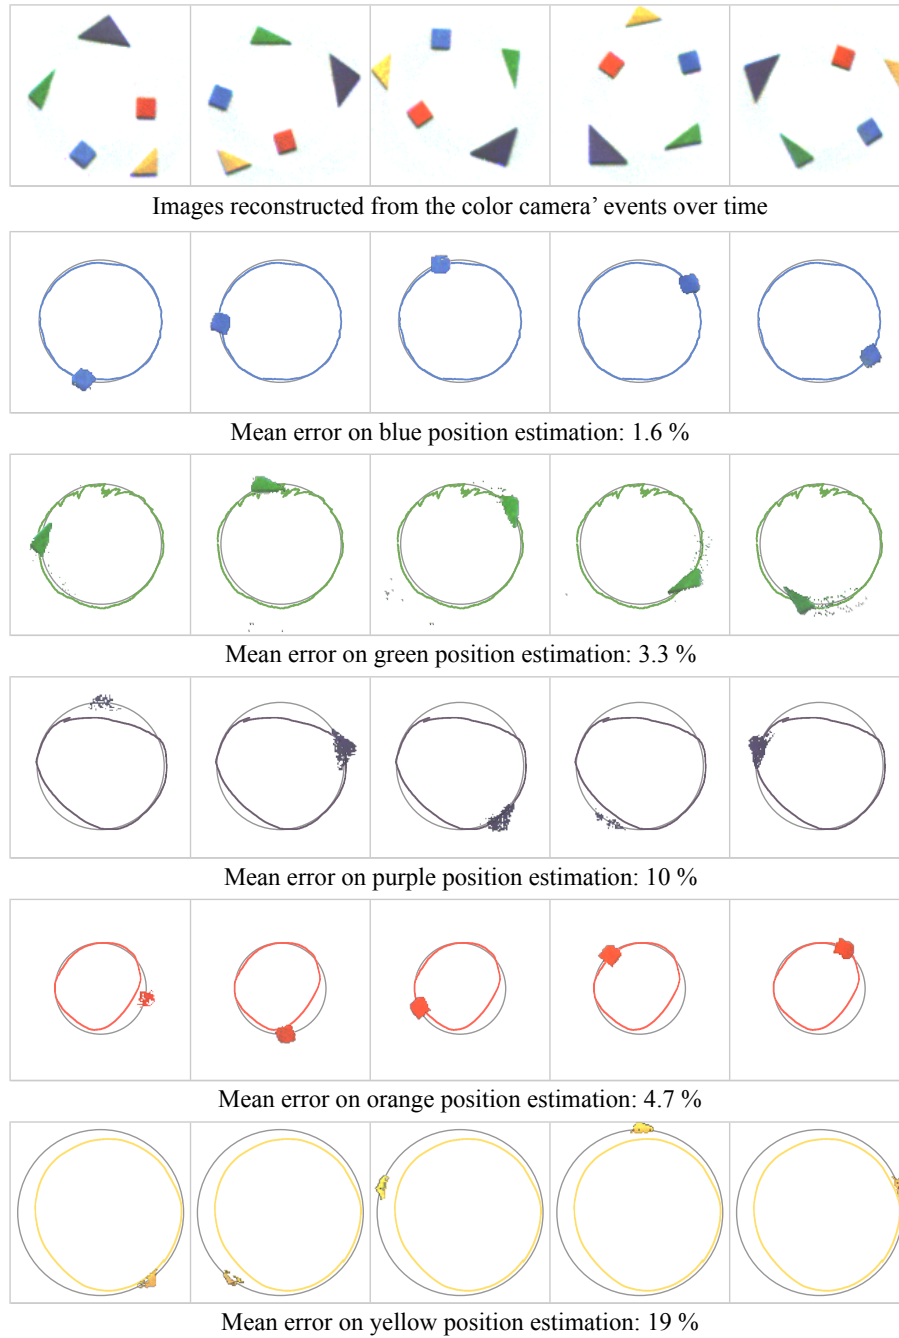 Images reconstructed from the color camera’ events over time
Mean error on blue position estimation: 1.6 %
Mean error on green position estimation: 3.3 %
Mean error on purple position estimation: 10 %
Mean error on orange position estimation: 4.7 %
Mean error on yellow position estimation: 19 %